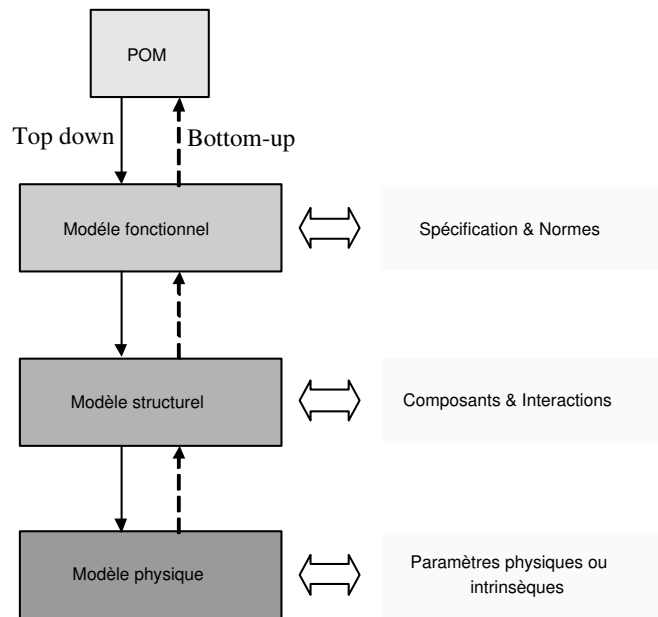 POM
Top down
Bottom-up
Modéle fonctionnel
Spécification & Normes
Modèle structurel
Composants & Interactions
Modèle physique
Paramètres physiques ou
intrinsèques